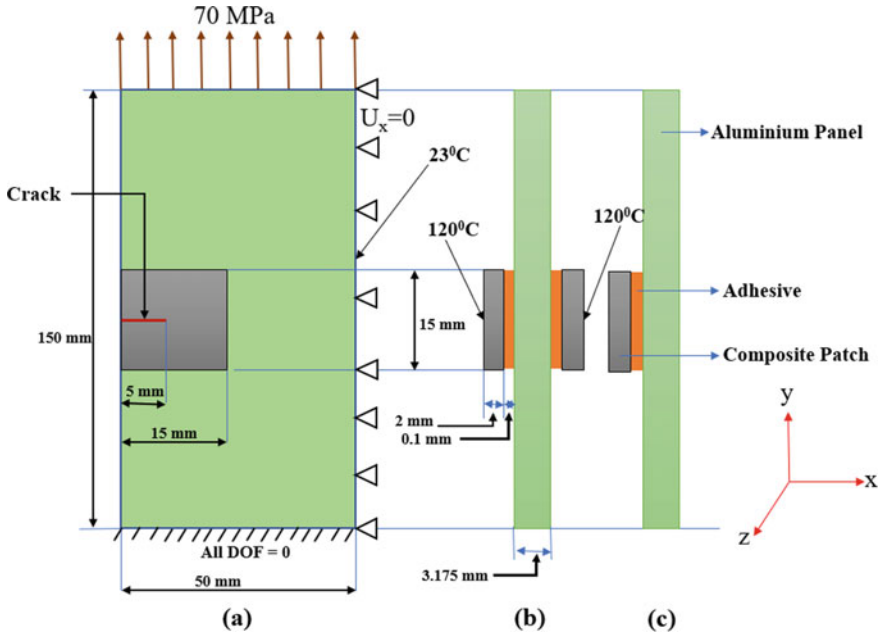 70 MPa
Uₓ=0
23⁰C
Aluminium Panel
Crack
120⁰C
120⁰C
Adhesive
150 mm
15 mm
Composite Patch
5 mm
2 mm
0.1 mm
15 mm
y
x
z
All DOF = 0
3.175 mm
50 mm
(a)
(b)
(c)